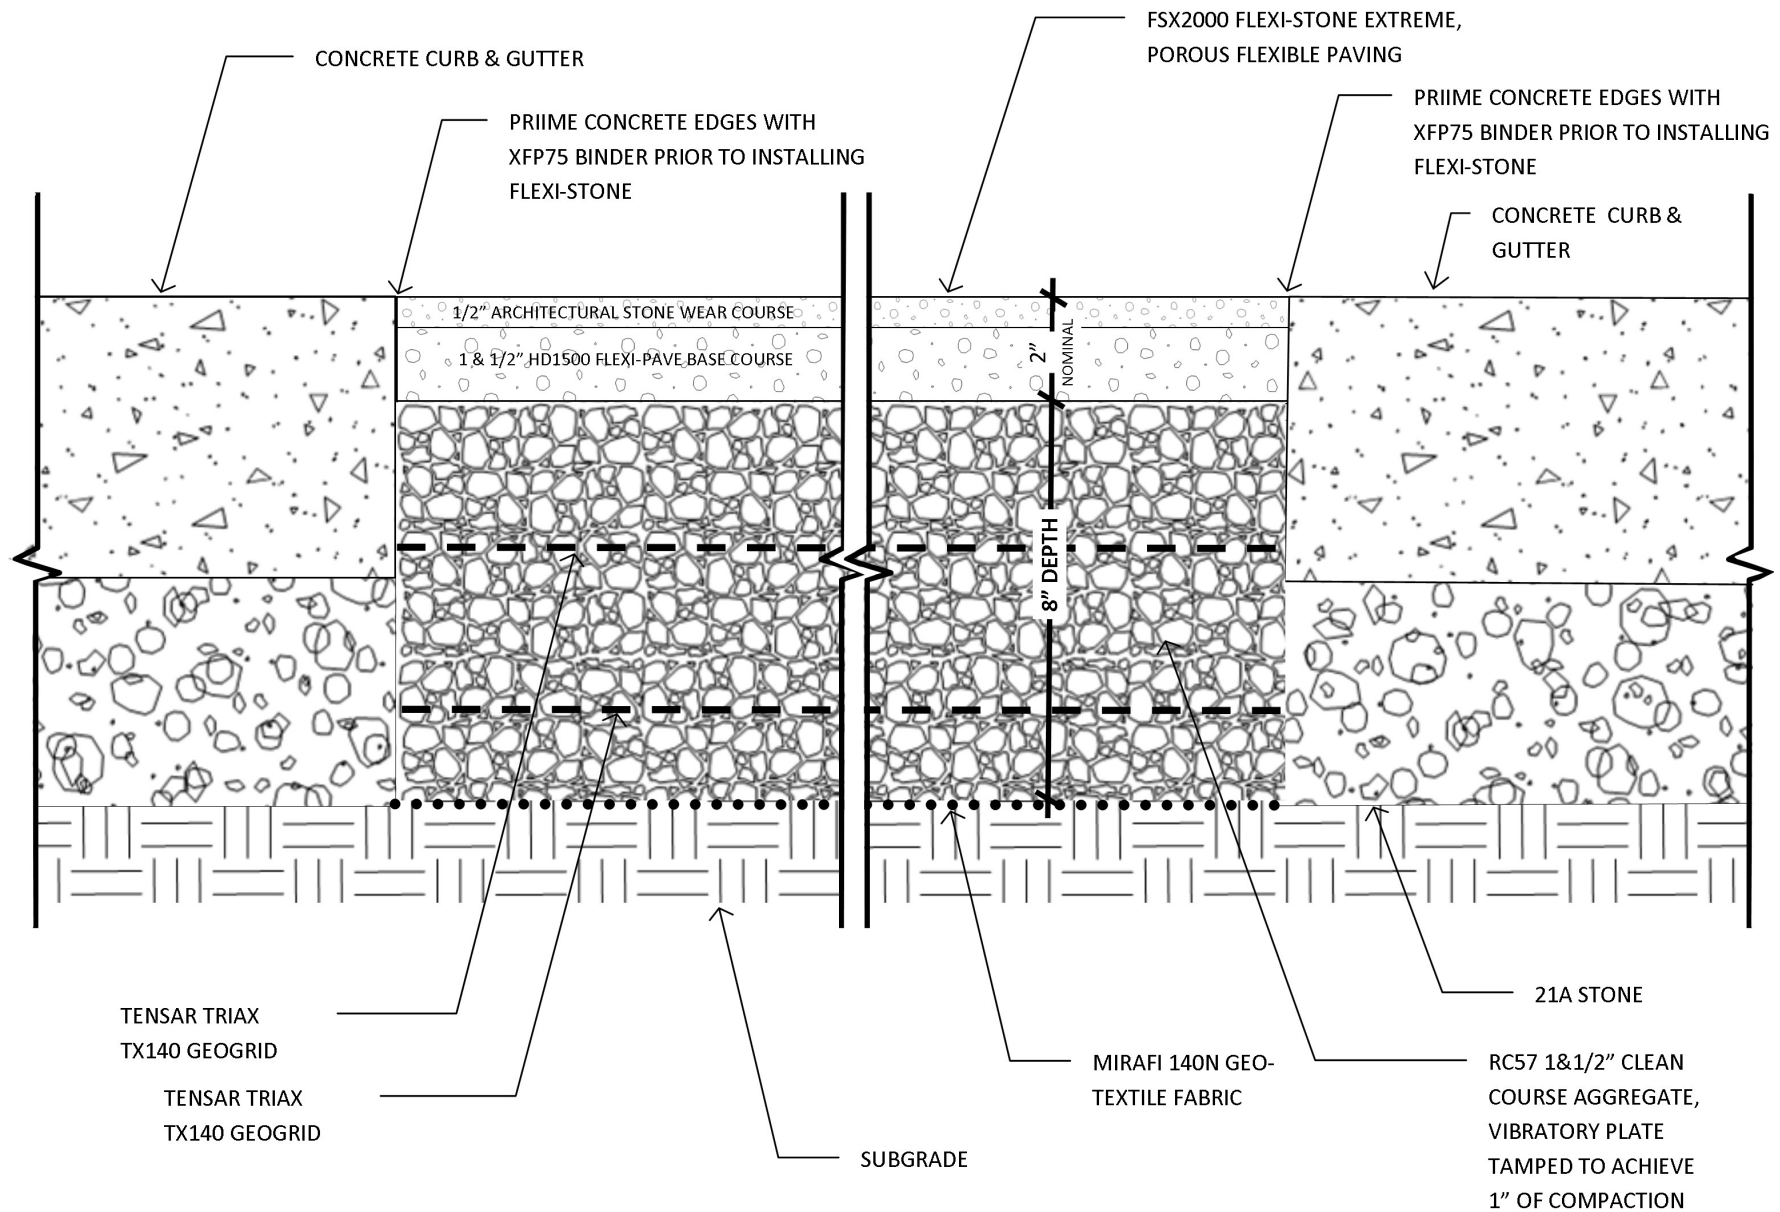 CONCRETE CURB & GUTTER
PRIIME CONCRETE EDGES WITH
XFP75 BINDER PRIOR TO INSTALLING
FLEXI-STONE
FSX2000 FLEXI-STONE EXTREME,
POROUS FLEXIBLE PAVING
PRIIME CONCRETE EDGES WITH
XFP75 BINDER PRIOR TO INSTALLING
FLEXI-STONE
CONCRETE CURB &
GUTTER
1/2” ARCHITECTURAL STONE WEAR COURSE
1 & 1/2” HD1500 FLEXI-PAVE BASE COURSE
2”
NOMINAL
8” DEPTH
TENSAR TRIAX
TX140 GEOGRID
TENSAR TRIAX
TX140 GEOGRID
SUBGRADE
MIRAFI 140N GEO-
TEXTILE FABRIC
21A STONE
RC57 1&1/2” CLEAN
COURSE AGGREGATE,
VIBRATORY PLATE
TAMPED TO ACHIEVE
1” OF COMPACTION